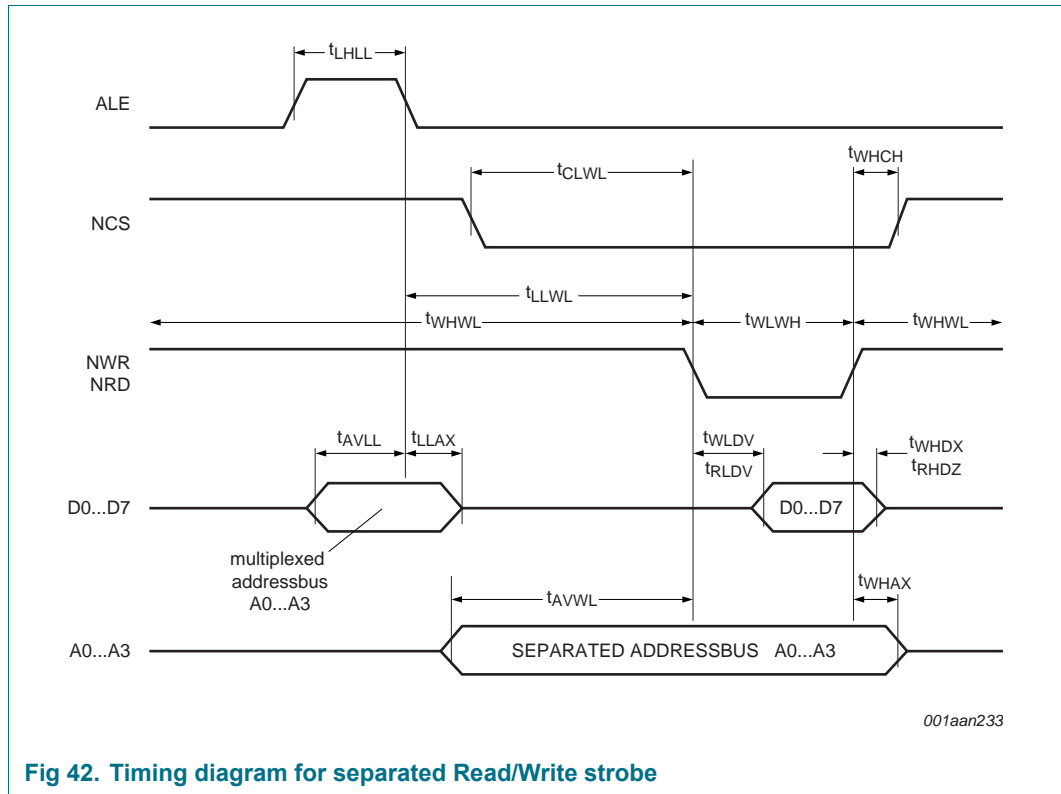 tLHLL
ALE
tWHCH
tCLWL
NCS
tLLWL
tWHWL
tWLWH
tWHWL
NWR
NRD
tAVLL
tLLAX
tWLDV
tRLDV
tWHDX
tRHDZ
D0...D7
D0...D7
multiplexed
addressbus
A0...A3
tAVWL
tWHAX
A0...A3
SEPARATED ADDRESSBUS A0...A3
001aan233
Fig 42. Timing diagram for separated Read/Write strobe